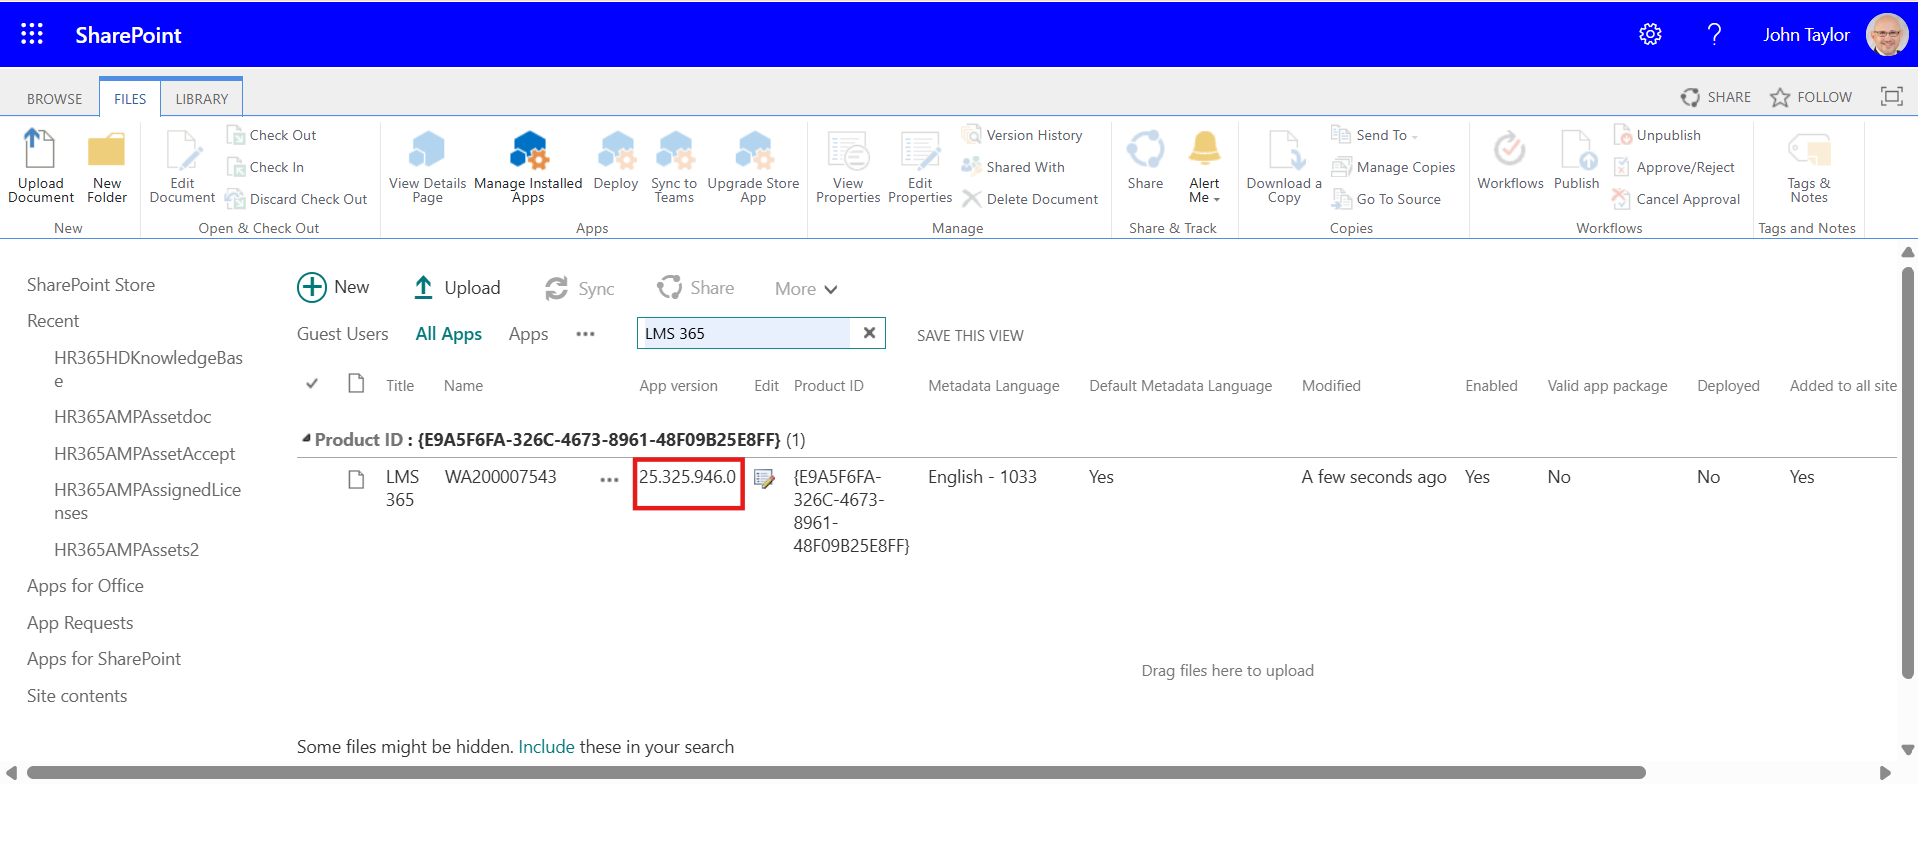 SharePoint
John Taylor
BROWSE
FILES
LIBRARY
SHARE
FOLLOW
Upload
Document
New
Folder
New
Edit
Document
Check Out
Check In
Discard Check Out
Open & Check Out
View Details
Page
Manage Installed
Apps
Deploy
Sync to
Teams
Upgrade Store
App
Apps
View
Properties
Edit
Properties
Version History
Shared With
Delete Document
Manage
Share
Alert
Me
Share & Track
Download a
Copy
Send To
Manage Copies
Go To Source
Copies
Workflows
Publish
Unpublish
Approve/Reject
Cancel Approval
Workflows
Tags &
Notes
Tags and Notes
SharePoint Store
Recent
HR365HDKnowledgeBas
e
HR365AMPAssetdoc
HR365AMPAssetAccept
HR365AMPAssignedLice
nses
HR365AMPAssets2
Apps for Office
App Requests
Apps for SharePoint
Site contents
New
Upload
Sync
Share
More
Guest Users
All Apps
Apps
LMS 365
SAVE THIS VIEW
Title
Name
App version
Edit
Product ID
Metadata Language
Default Metadata Language
Modified
Enabled
Valid app package
Deployed
Added to all site
Product ID : {E9A5F6FA-326C-4673-8961-48F09B25E8FF} (1)
LMS
365
WA200007543
25.325.946.0
{E9A5F6FA-
326C-4673-
8961-
48F09B25E8FF}
English - 1033
Yes
A few seconds ago
Yes
No
No
Yes
Drag files here to upload
Some files might be hidden. Include these in your search